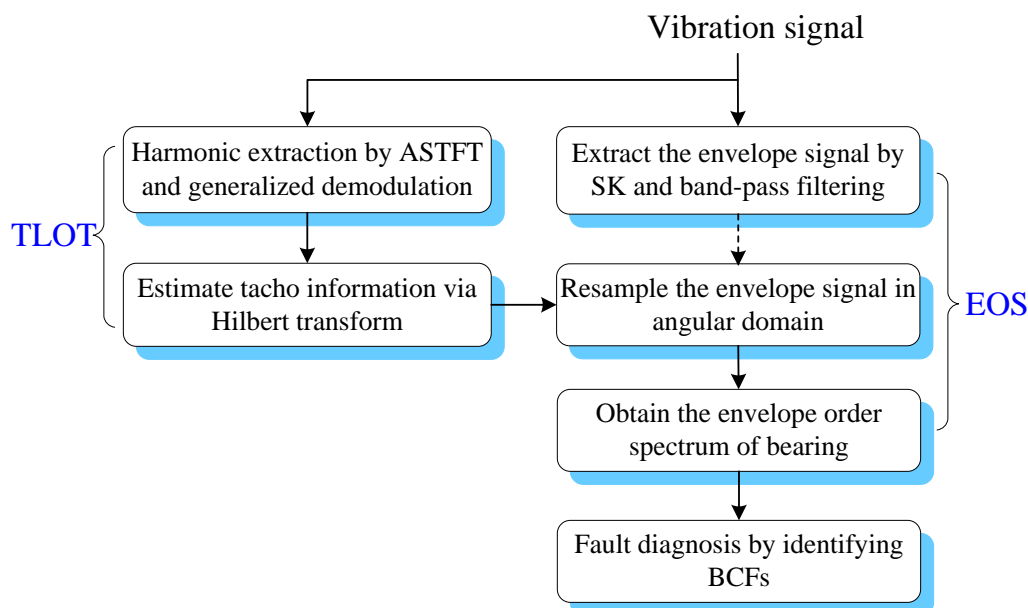 Vibration signal
Harmonic extraction by ASTFT
and generalized demodulation
Extract the envelope signal by
SK and band-pass filtering
TLOT
Estimate tacho information via
Hilbert transform
Resample the envelope signal in
angular domain
EOS
Obtain the envelope order
spectrum of bearing
Fault diagnosis by identifying
BCFs